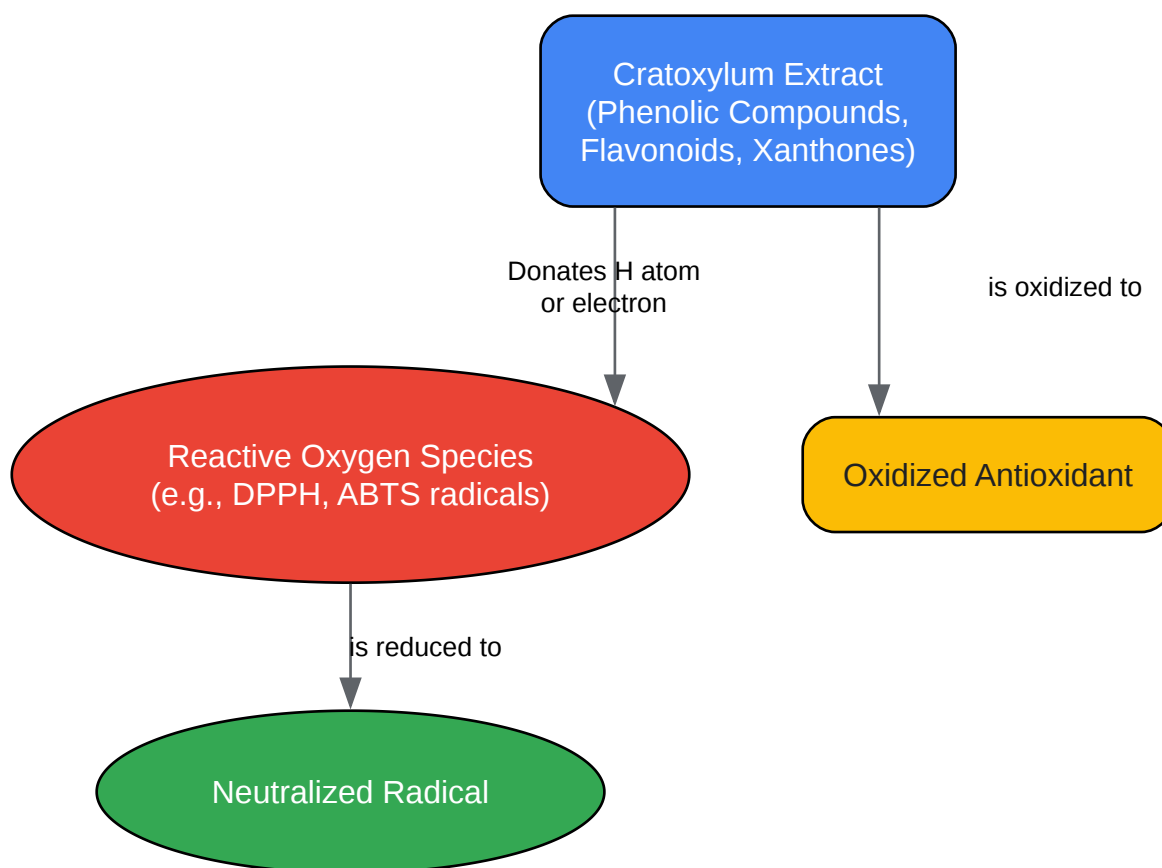 Cratoxylum Extract
(Phenolic Compounds,
Flavonoids, Xanthones)
Donates H atom
or electron
is oxidized to
Reactive Oxygen Species
(e.g., DPPH, ABTS radicals)
Oxidized Antioxidant
is reduced to
Neutralized Radical